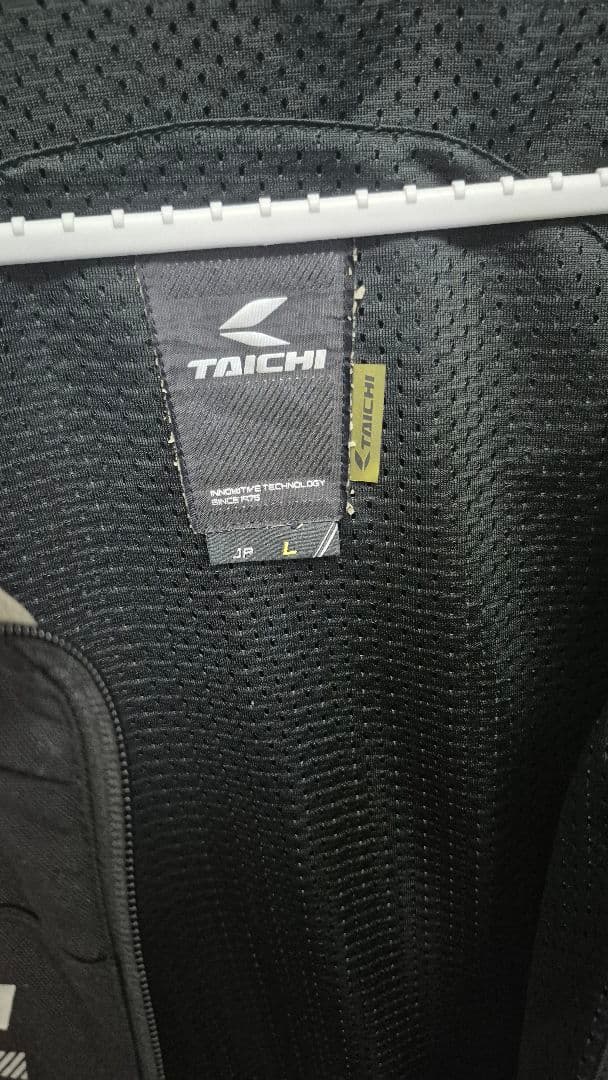 TAICHI
TAICHI
INNOVATIVE TECHNOLOGY
SINCE 1975
JP L